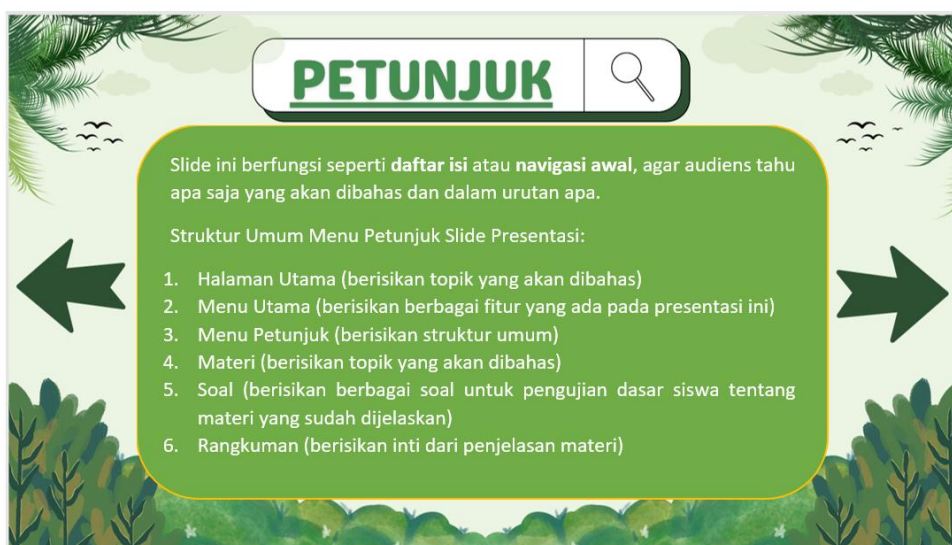 PETUNJUK
Slide ini berfungsi seperti daftar isi atau navigasi awal, agar audiens tahu
apa saja yang akan dibahas dan dalam urutan apa.
Struktur Umum Menu Petunjuk Slide Presentasi:
1. Halaman Utama (berisikan topik yang akan dibahas)
2. Menu Utama (berisikan berbagai fitur yang ada pada presentasi ini)
3. Menu Petunjuk (berisikan struktur umum)
4. Materi (berisikan topik yang akan dibahas)
5. Soal (berisikan berbagai soal untuk pengujian dasar siswa tentang
materi yang sudah dijelaskan)
6. Rangkuman (berisikan inti dari penjelasan materi)